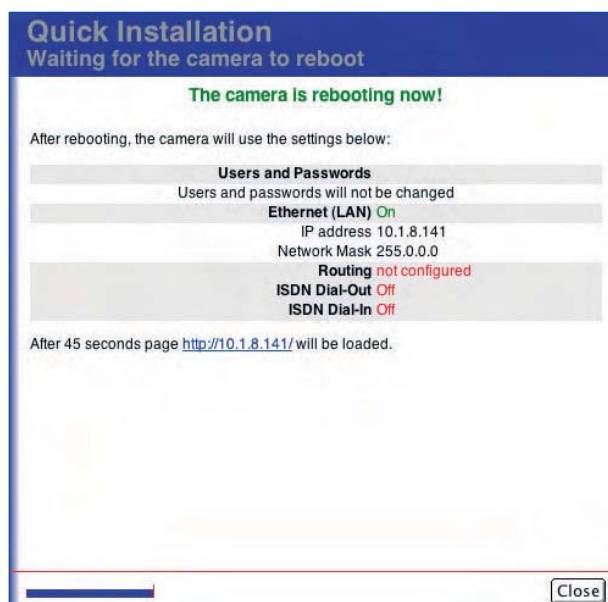 Quick Installation
Waiting for the camera to reboot
The camera is rebooting now!
After rebooting, the camera will use the settings below:
Users and Passwords
Users and passwords will not be changed
Ethernet (LAN) On
IP address 10.1.8.141
Network Mask 255.0.0.0
Routing not configured
ISDN Dial-Out Off
ISDN Dial-In Off
After 45 seconds page http://10.1.8.141/ will be loaded.
Close